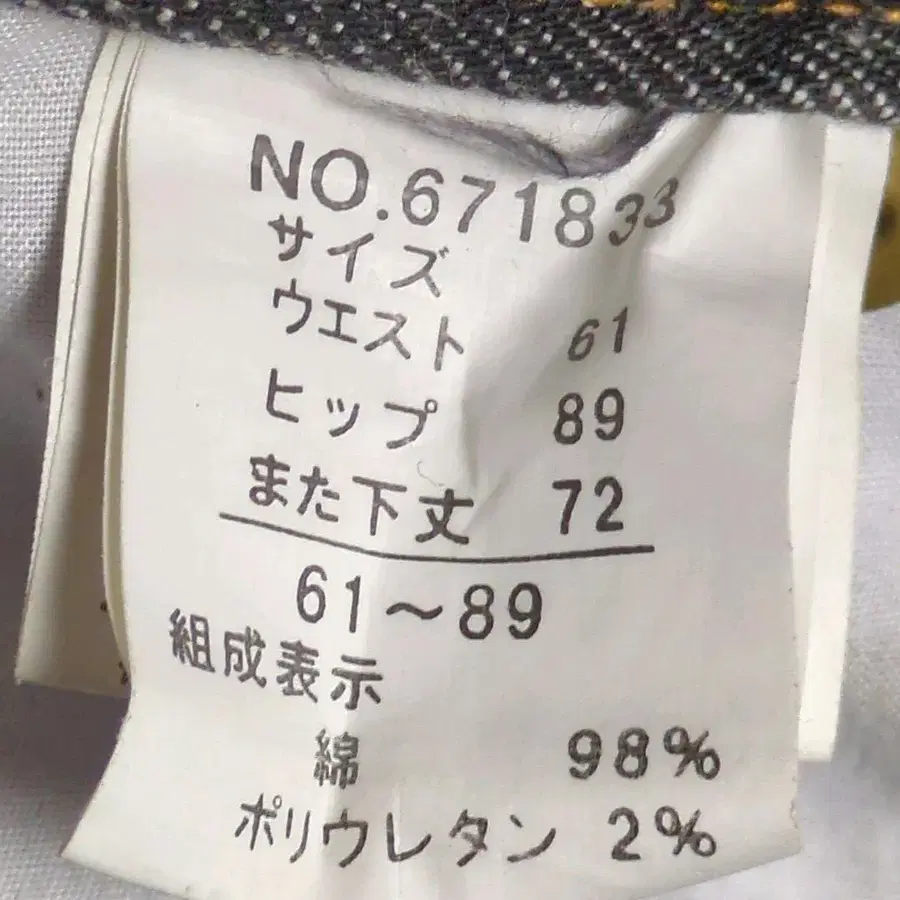 NO.671833
サイズ
ウエスト 61
ヒップ 89
また下丈 72
61～89
組成表示
綿 98%
ポリウレタン 2%